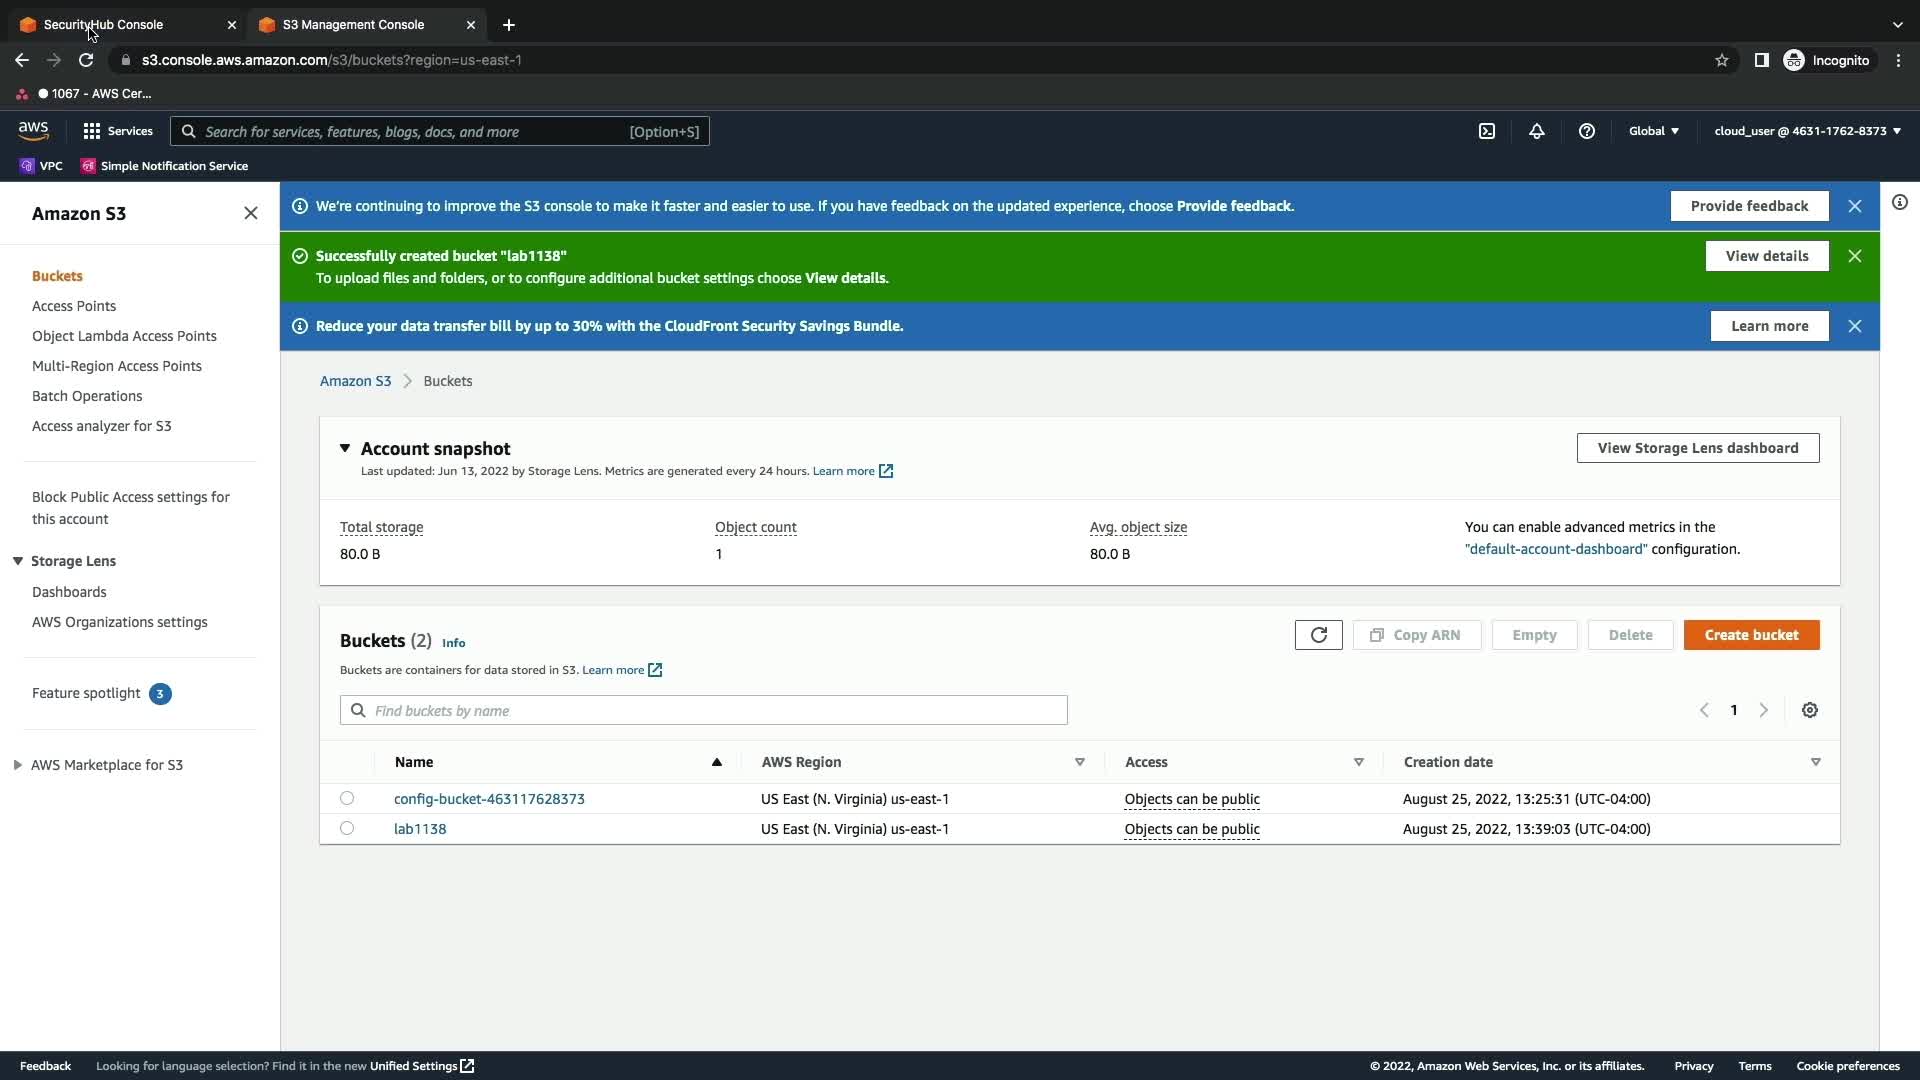 SecurityHub Console
S3 Management Console
s3.console.aws.amazon.com/s3/buckets?region=us-east-1
Incognito
1067 - AWS Cer...
aws
Services
Search for services, features, blogs, docs, and more
[Option+S]
Global
cloud_user @ 4631-1762-8373
VPC
Simple Notification Service
Amazon S3
Buckets
Access Points
Object Lambda Access Points
Multi-Region Access Points
Batch Operations
Access analyzer for S3
Block Public Access settings for
this account
Storage Lens
Dashboards
AWS Organizations settings
Feature spotlight 3
AWS Marketplace for S3
We're continuing to improve the S3 console to make it faster and easier to use. If you have feedback on the updated experience, choose Provide feedback.
Provide feedback
Successfully created bucket "lab1138"
To upload files and folders, or to configure additional bucket settings choose View details.
View details
Reduce your data transfer bill by up to 30% with the CloudFront Security Savings Bundle.
Learn more
Amazon S3 > Buckets
Account snapshot
Last updated: Jun 13, 2022 by Storage Lens. Metrics are generated every 24 hours. Learn more
View Storage Lens dashboard
Total storage
80.0 B
Object count
1
Avg. object size
80.0 B
You can enable advanced metrics in the
"default-account-dashboard" configuration.
Buckets (2) Info
Buckets are containers for data stored in S3. Learn more
Copy ARN
Empty
Delete
Create bucket
Find buckets by name
1
Name AWS Region Access Creation date
config-bucket-463117628373 US East (N. Virginia) us-east-1 Objects can be public August 25, 2022, 13:25:31 (UTC-04:00)
lab1138 US East (N. Virginia) us-east-1 Objects can be public August 25, 2022, 13:39:03 (UTC-04:00)
Feedback Looking for language selection? Find it in the new Unified Settings
© 2022, Amazon Web Services, Inc. or its affiliates. Privacy Terms Cookie preferences